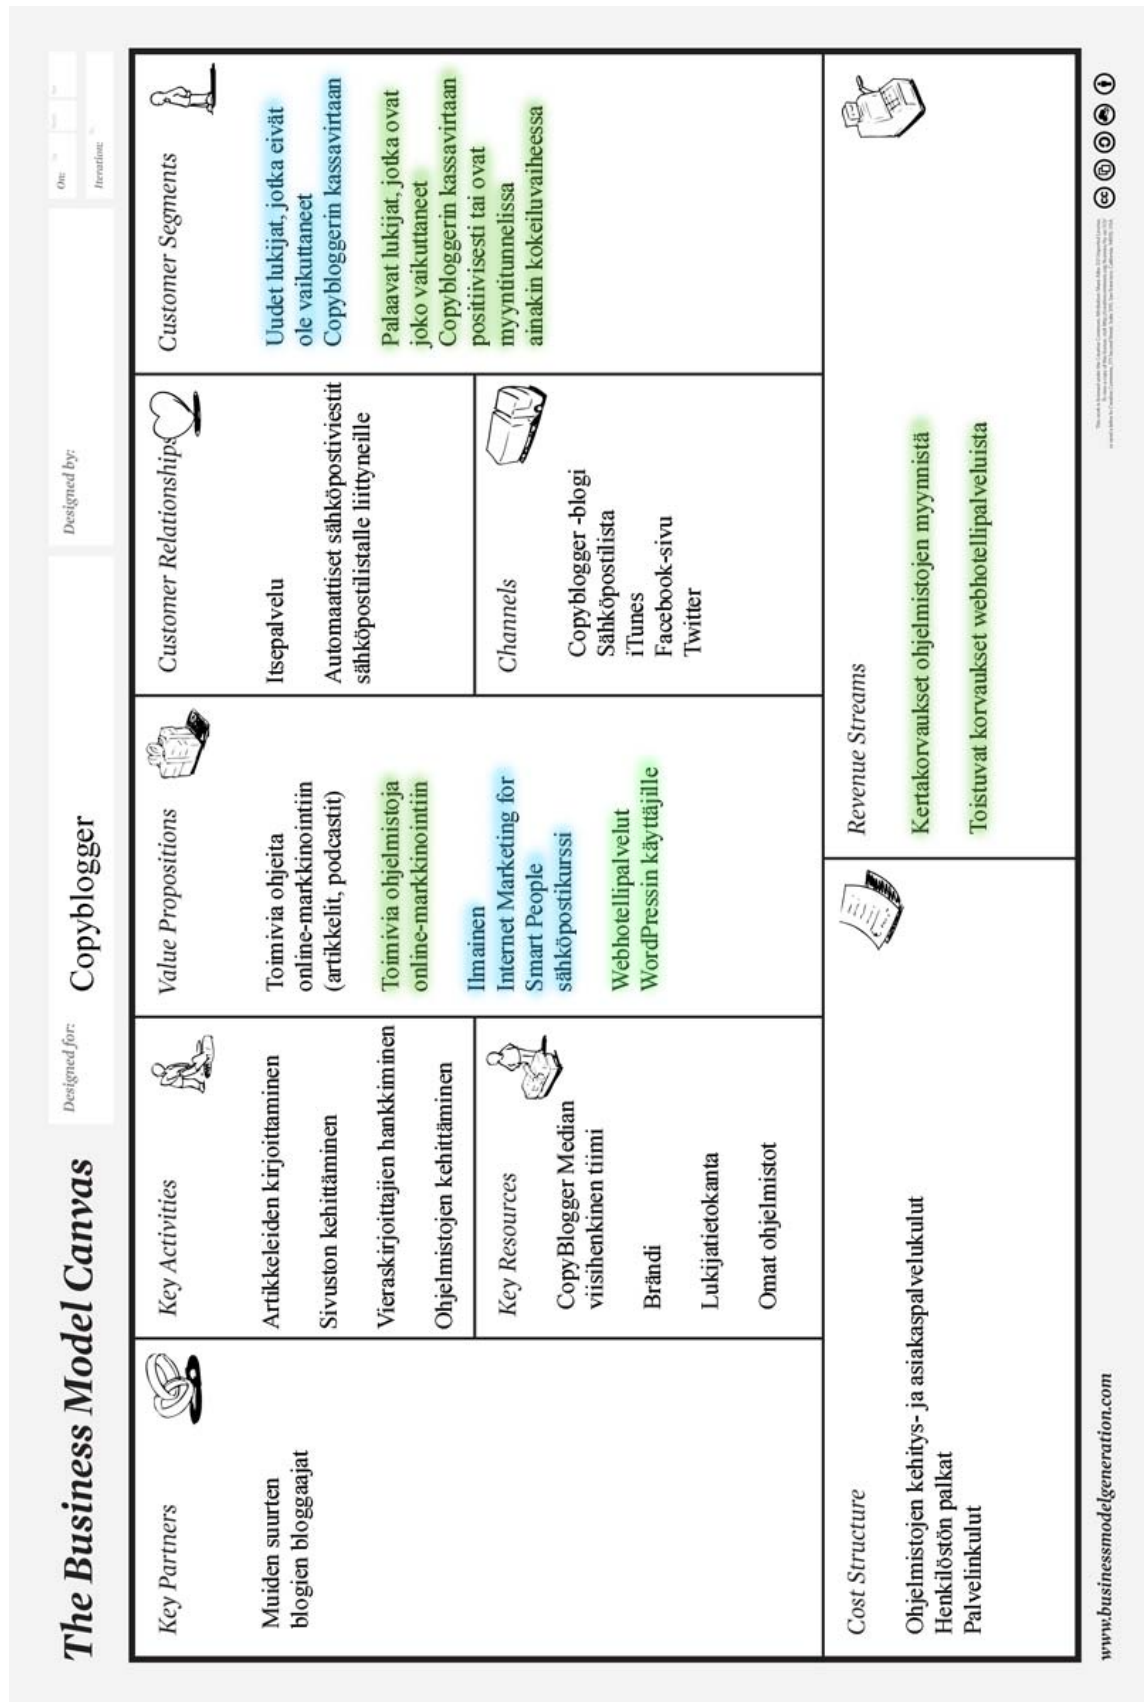 The Business Model Canvas
Designed for:
Copyblogger
Designed by:
On:
Iteration:
Key Partners
Muiden suurten
blogien bloggaajat
Key Activities
Artikkeleiden kirjoittaminen
Sivuston kehittäminen
Vieraskirjoittajien hankkiminen
Ohjelmistojen kehittäminen
Key Resources
CopyBlogger Median
viisihenkinen tiimi
Brändi
Lukijatietokanta
Omat ohjelmistot
Value Propositions
Toimivia ohjeita
online-markkinointiin
(artikkelit, podcastit)
Toimivia ohjelmistoja
online-markkinointiin
Ilmainen
Internet Marketing for
Smart People
sähköpostikurssi
Webhotellipalvelut
WordPressin käyttäjille
Customer Relationships
Itsepalvelu
Automaattiset sähköpostiviestit
sähköpostilistalle liittyneille
Channels
Copyblogger -blogi
Sähköpostilista
iTunes
Facebook-sivu
Twitter
Customer Segments
Uudet lukijat, jotka eivät
ole vaikuttaneet
Copybloggerin kassavirtaan
Palaavat lukijat, jotka ovat
joko vaikuttaneet
Copybloggerin kassavirtaan
positiivisesti tai ovat
myyntitunnelissa
ainakin kokeiluvaiheessa
Cost Structure
Ohjelmistojen kehitys- ja asiakaspalvelukulut
Henkilöstön palkat
Palvelinkulut
Revenue Streams
Kertakorvaukset ohjelmistojen myynnistä
Toistuvat korvaukset webhotellipalveluista
www.businessmodelgeneration.com
cc